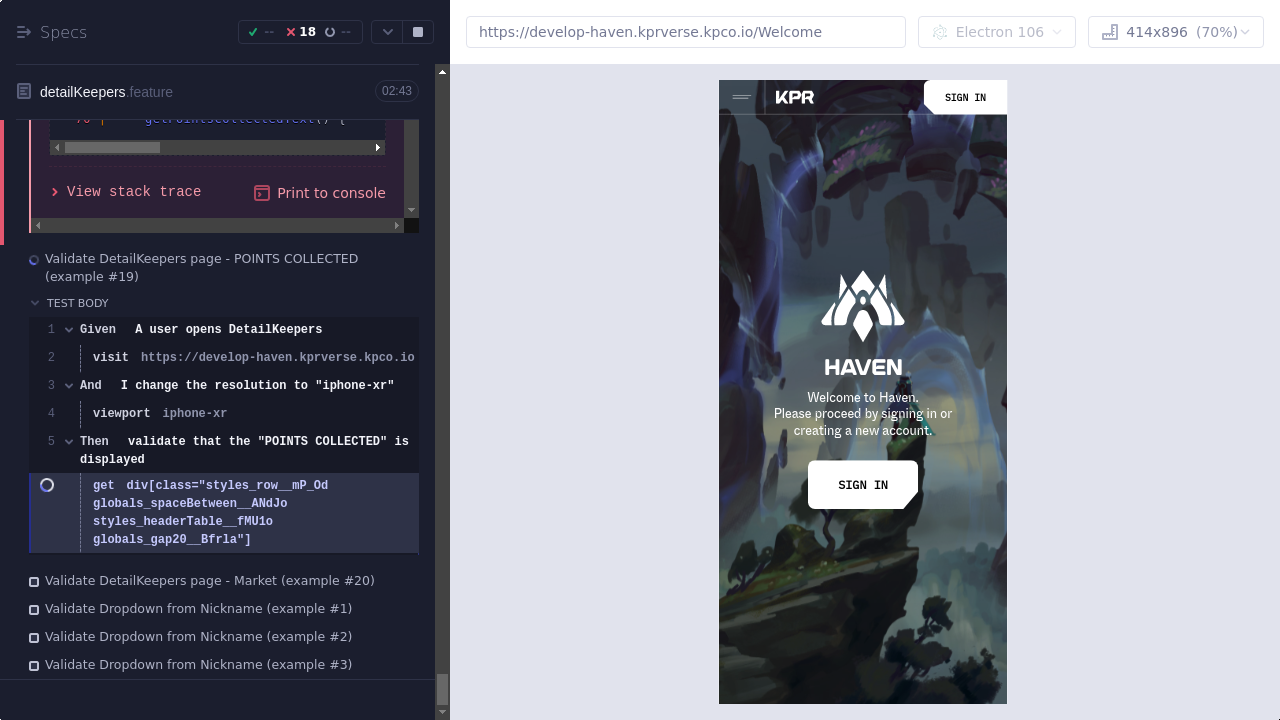 Specs
-- 18 --
https://develop-haven.kprverse.kpco.io/Welcome
Electron 106
414x896 (70%)
detailKeepers.feature
02:43
70 | getPointsCollectedText() {
View stack trace
Print to console
Validate DetailKeepers page - POINTS COLLECTED
(example #19)
TEST BODY
1 Given A user opens DetailKeepers
2 visit https://develop-haven.kprverse.kpco.io
3 And I change the resolution to "iphone-xr"
4 viewport iphone-xr
5 Then validate that the "POINTS COLLECTED" is
displayed
get div[class="styles_row__mP_Od
globals_spaceBetween__ANdJo
styles_headerTable__fMU1o
globals_gap20__Bfrla"]
Validate DetailKeepers page - Market (example #20)
Validate Dropdown from Nickname (example #1)
Validate Dropdown from Nickname (example #2)
Validate Dropdown from Nickname (example #3)
KPR
SIGN IN
HAVEN
Welcome to Haven.
Please proceed by signing in or
creating a new account.
SIGN IN